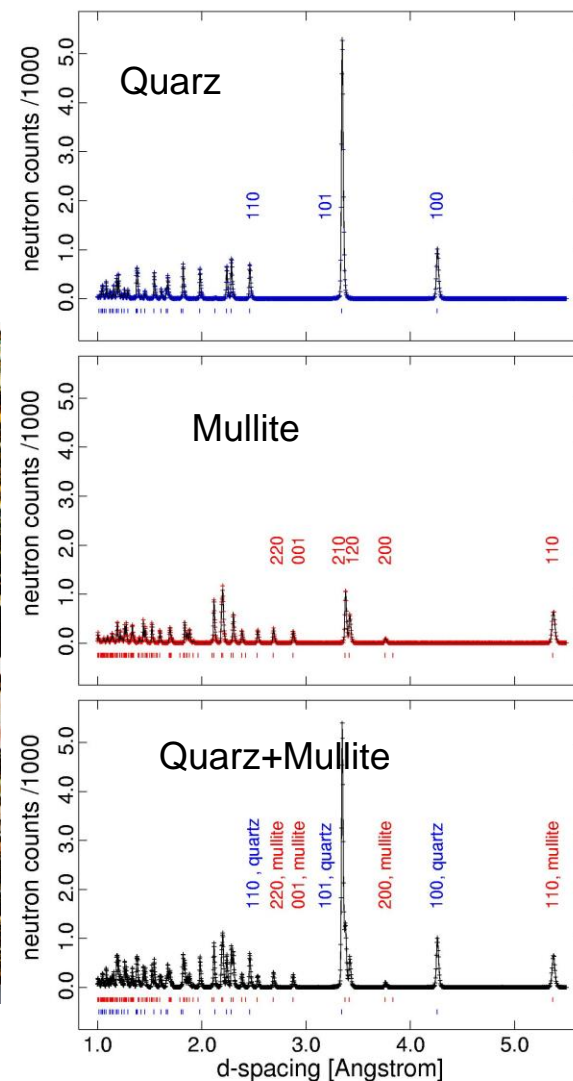 Quarz
neutron counts /1000
5.0
4.0
3.0
2.0
1.0
0.0
110
101
100
Mullite
neutron counts /1000
5.0
4.0
3.0
2.0
1.0
0.0
220
001
210
120
200
110
Quarz+Mullite
neutron counts /1000
5.0
4.0
3.0
2.0
1.0
0.0
110 , quartz
220, mullite
001, mullite
101, quartz
200, mullite
100, quartz
110, mullite
1.0 2.0 3.0 4.0 5.0
d-spacing [Angstrom]